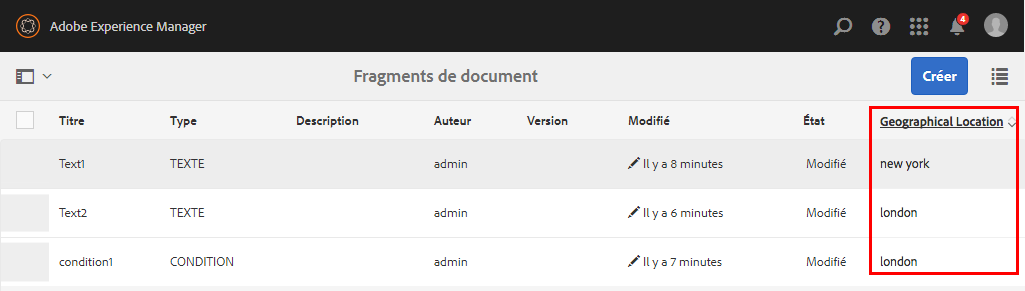 Adobe Experience Manager
4
Fragments de document
Créer
Titre Type Description Auteur Version Modifié État Geographical Location
Text1 TEXTE admin Il y a 8 minutes Modifié new york
Text2 TEXTE admin Il y a 6 minutes Modifié london
condition1 CONDITION admin Il y a 7 minutes Modifié london